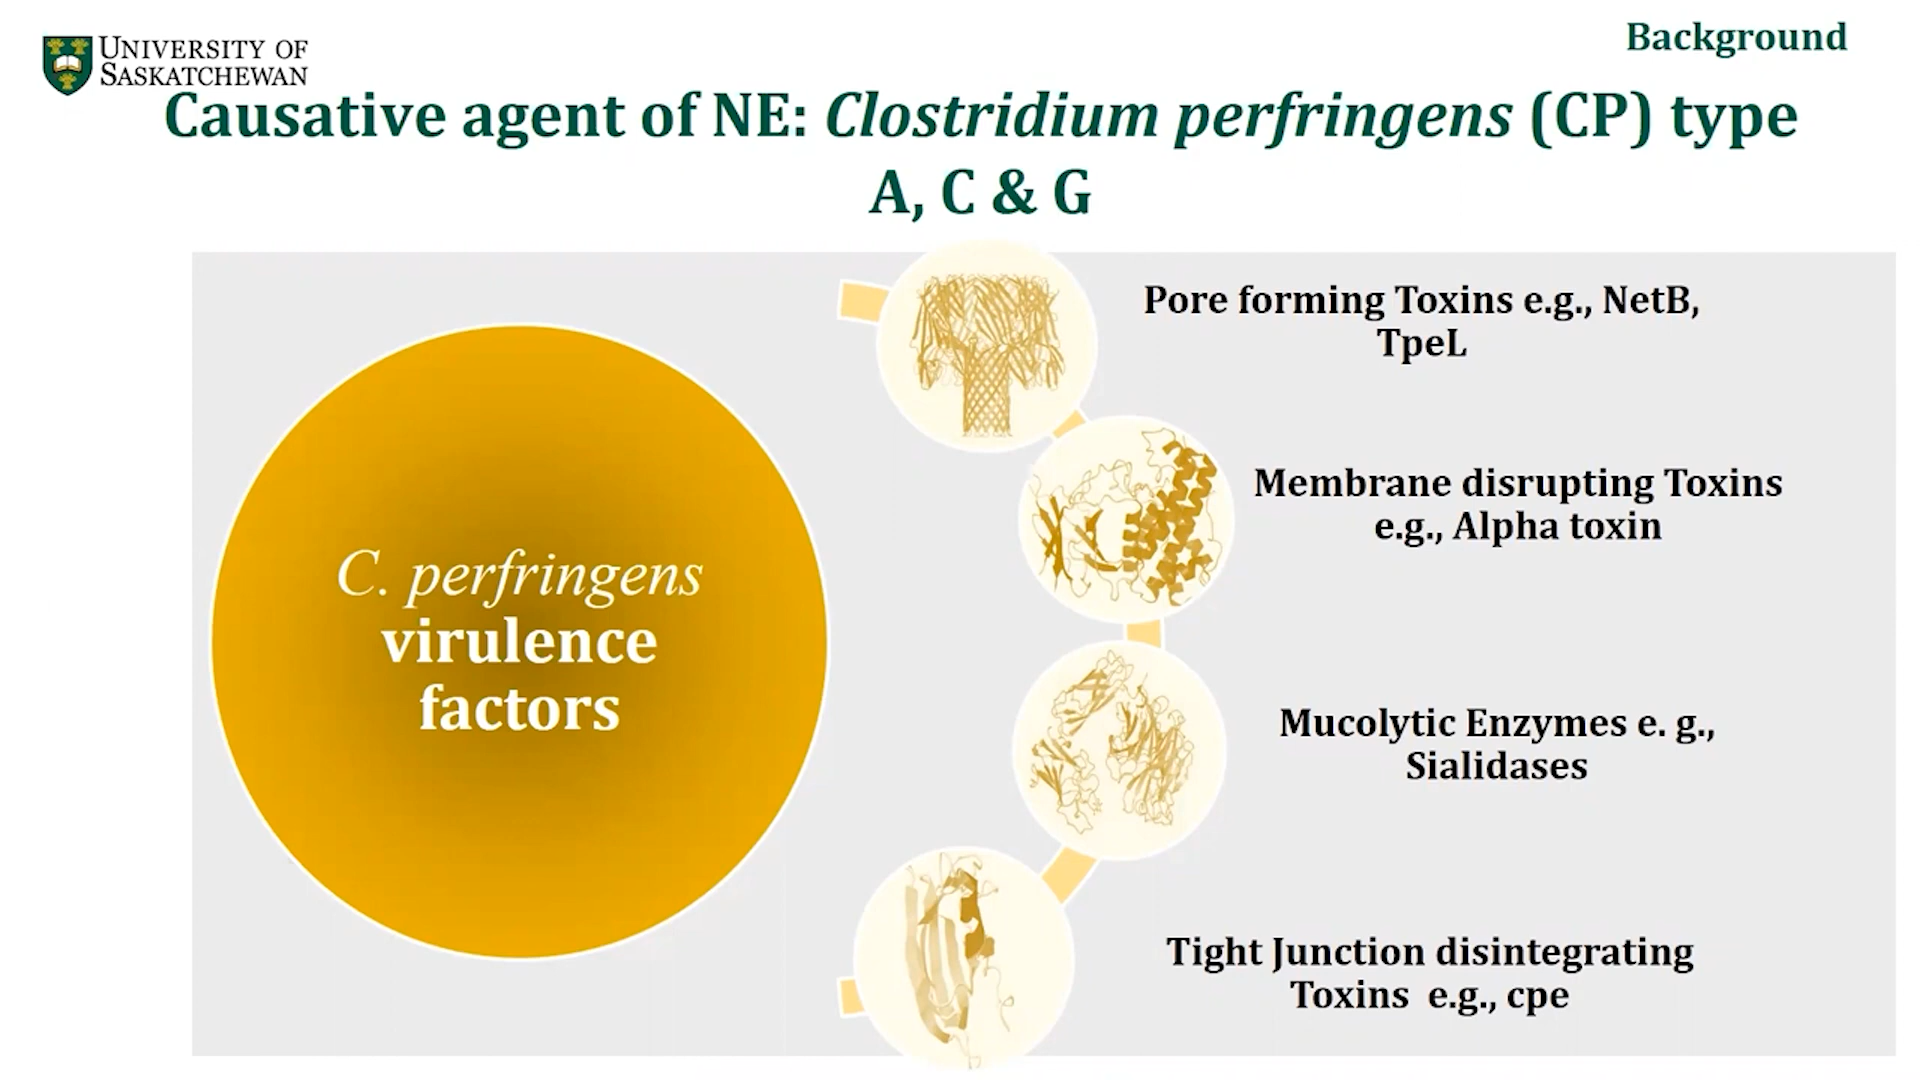 UNIVERSITY OF
SASKATCHEWAN
Background
Causative agent of NE: Clostridium perfringens (CP) type
A, C & G
C. perfringens
virulence
factors
Pore forming Toxins e.g., NetB,
TpeL
Membrane disrupting Toxins
e.g., Alpha toxin
Mucolytic Enzymes e. g.,
Sialidases
Tight Junction disintegrating
Toxins  e.g., cpe